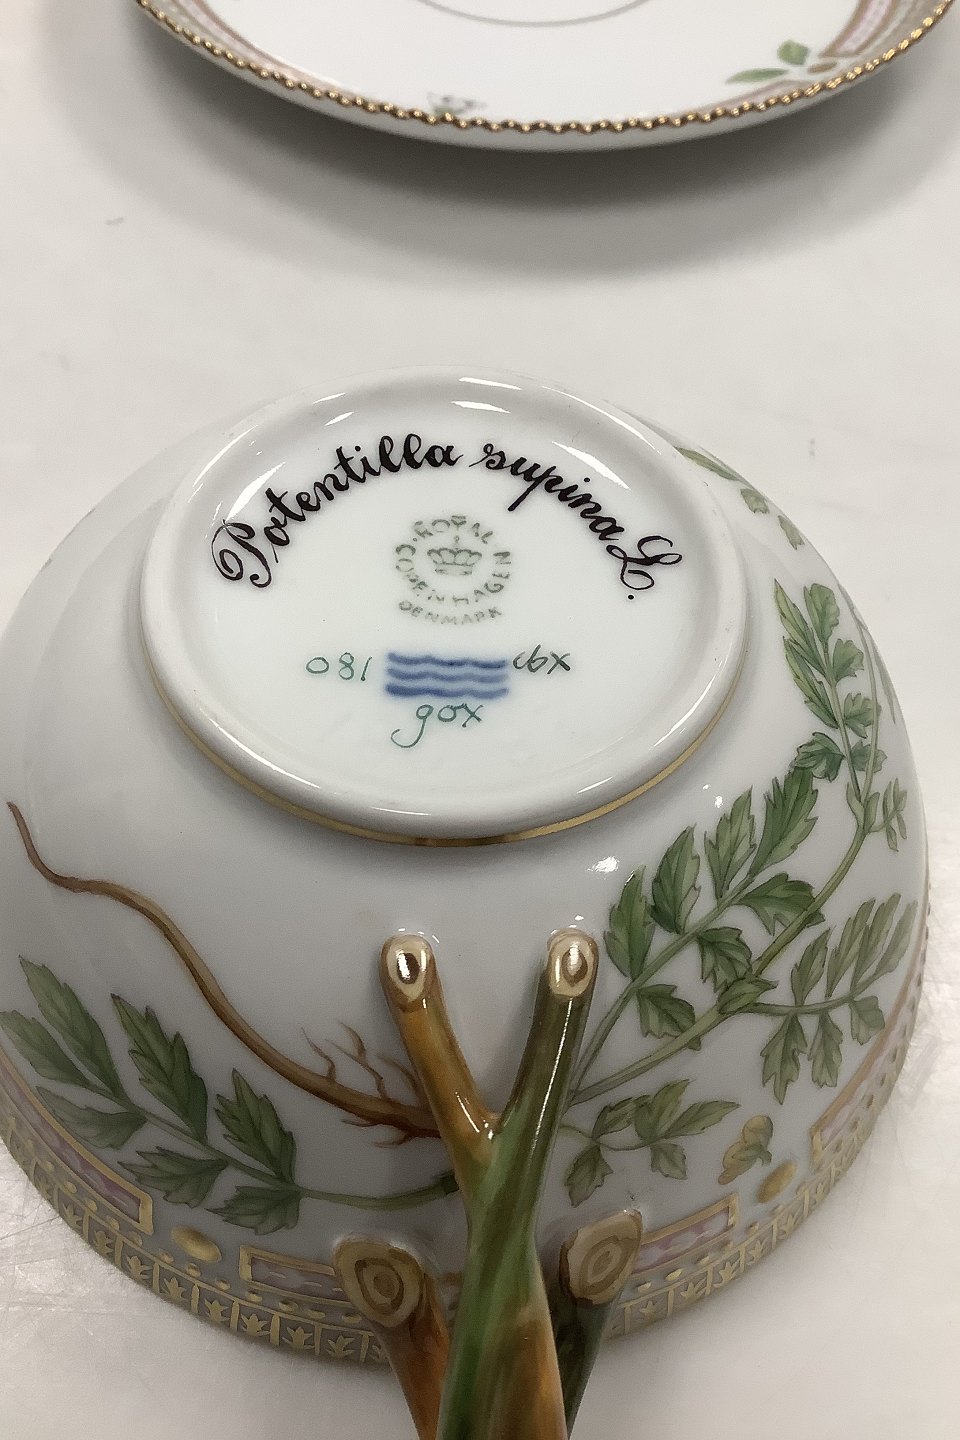 Potentilla supina L.
ROYAL
COPENHAGEN
DENMARK
081
gox